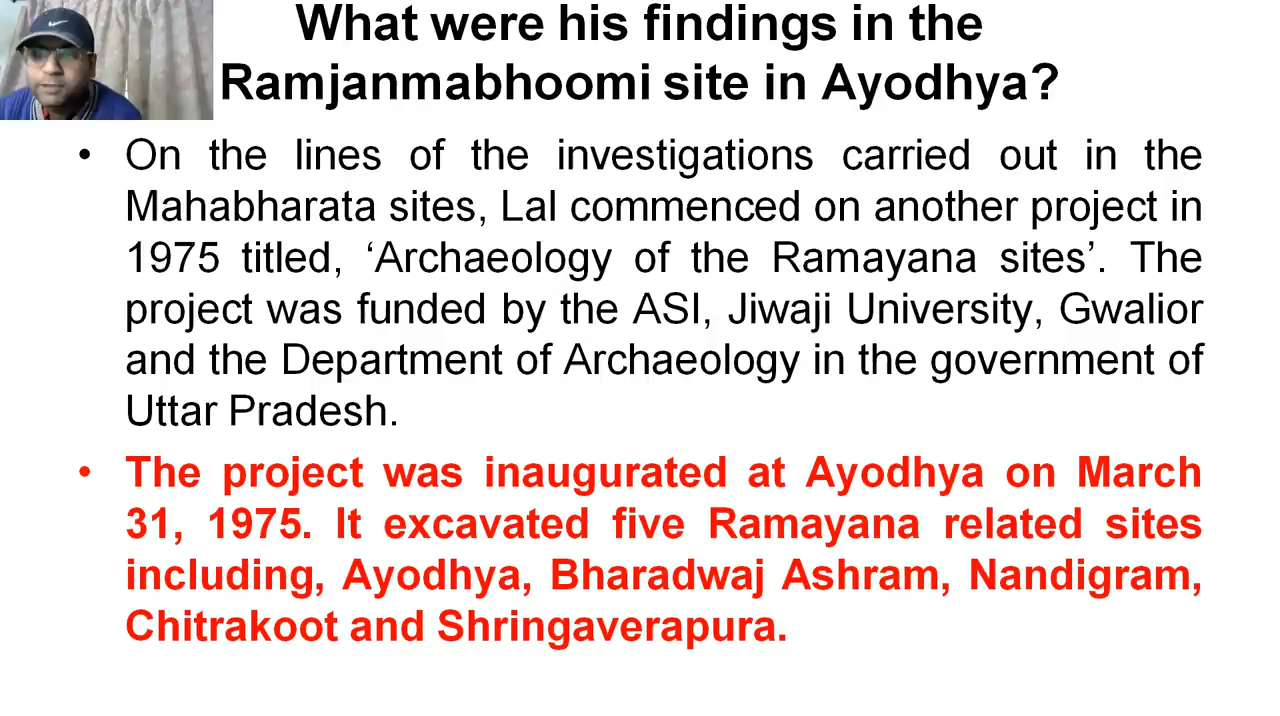 What were his findings in the
Ramjanmabhoomi site in Ayodhya?
• On the lines of the investigations carried out in the
Mahabharata sites, Lal commenced on another project in
1975 titled, ‘Archaeology of the Ramayana sites’. The
project was funded by the ASI, Jiwaji University, Gwalior
and the Department of Archaeology in the government of
Uttar Pradesh.
• The project was inaugurated at Ayodhya on March
31, 1975. It excavated five Ramayana related sites
including, Ayodhya, Bharadwaj Ashram, Nandigram,
Chitrakoot and Shringaverapura.